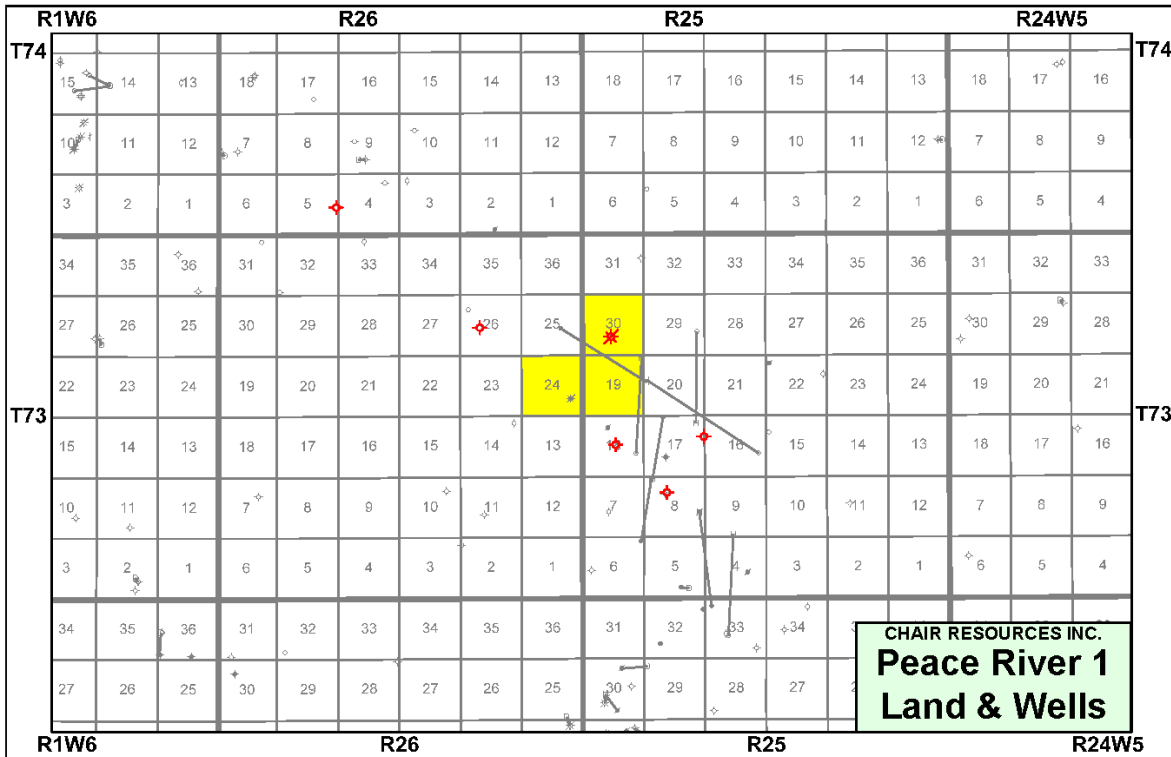 R1W6 R26 R25 R24W5
T74 T74
15 14 13 18 17 16 15 14 13 18 17 16 15 14 13 18 17 16
10 11 12 7 8 9 10 11 12 7 8 9 10 11 12 7 8 9
3 2 1 6 5 4 3 2 1 6 5 4 3 2 1 6 5 4
34 35 36 31 32 33 34 35 36 31 32 33 34 35 36 31 32 33
27 26 25 30 29 28 27 26 25 30 29 28 27 26 25 30 29 28
22 23 24 19 20 21 22 23 24 19 20 21 22 23 24 19 20 21
T73 T73
15 14 13 18 17 16 15 14 13 17 16 15 14 13 18 17 16
10 11 12 7 8 9 10 11 12 7 8 9 10 11 12 7 8 9
3 2 1 6 5 4 3 2 1 6 5 4 3 2 1 6 5 4
34 35 36 31 32 33 34 35 36 31 32 33 34
27 26 25 30 29 28 27 26 25 30 29 28 27
CHAIR RESOURCES INC.
Peace River 1
Land & Wells
R1W6 R26 R25 R24W5